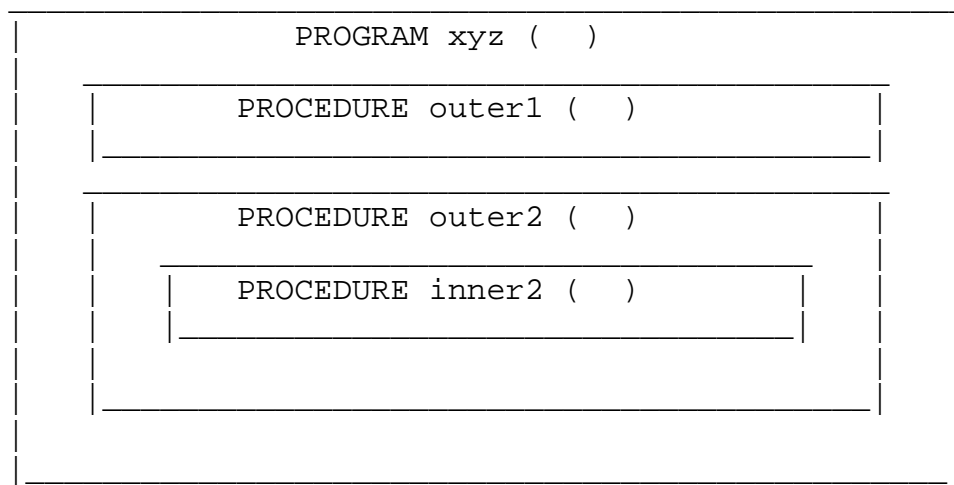 PROGRAM xyz ( )
PROCEDURE outer1 ( )
PROCEDURE outer2 ( )
PROCEDURE inner2 ( )